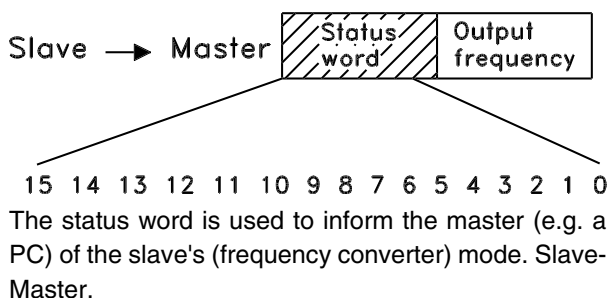 Slave → Master Status word Output frequency
15 14 13 12 11 10 9 8 7 6 5 4 3 2 1 0
The status word is used to inform the master (e.g. a
PC) of the slave's (frequency converter) mode. Slave-
Master.